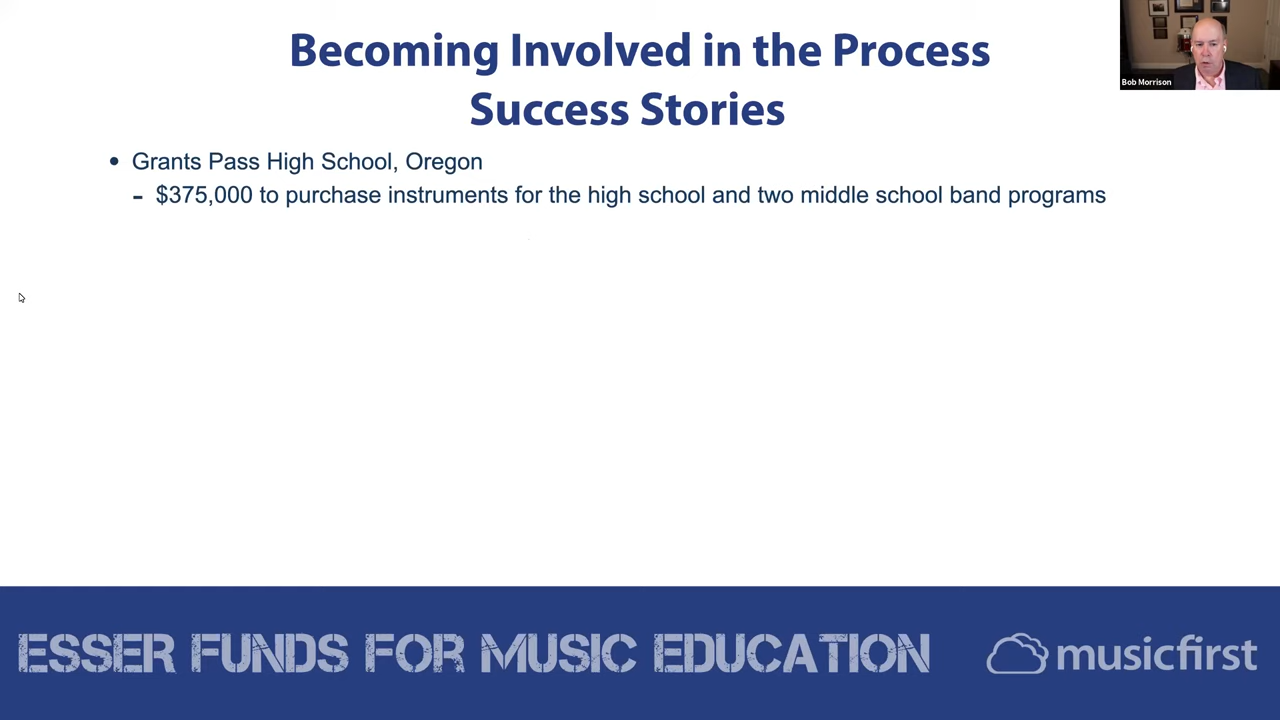 Becoming Involved in the Process
Success Stories
Bob Morrison
• Grants Pass High School, Oregon
- $375,000 to purchase instruments for the high school and two middle school band programs
ESSER FUNDS FOR MUSIC EDUCATION
musicfirst